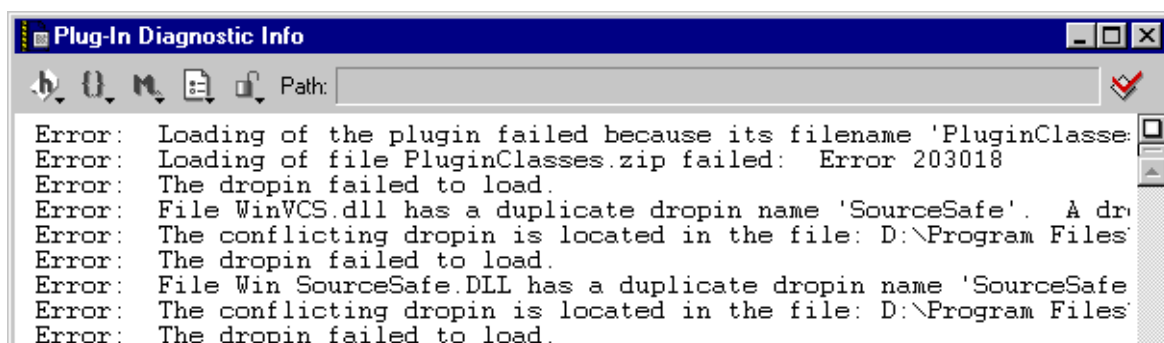 Plug-In Diagnostic Info
Path:
Error: Loading of the plugin failed because its filename 'PluginClasse
Error: Loading of file PluginClasses.zip failed: Error 203018
Error: The dropin failed to load.
Error: File WinVCS.dll has a duplicate dropin name 'SourceSafe'. A dr
Error: The conflicting dropin is located in the file: D:\Program Files
Error: The dropin failed to load.
Error: File Win SourceSafe.DLL has a duplicate dropin name 'SourceSafe
Error: The conflicting dropin is located in the file: D:\Program Files
Error: The dropin failed to load.